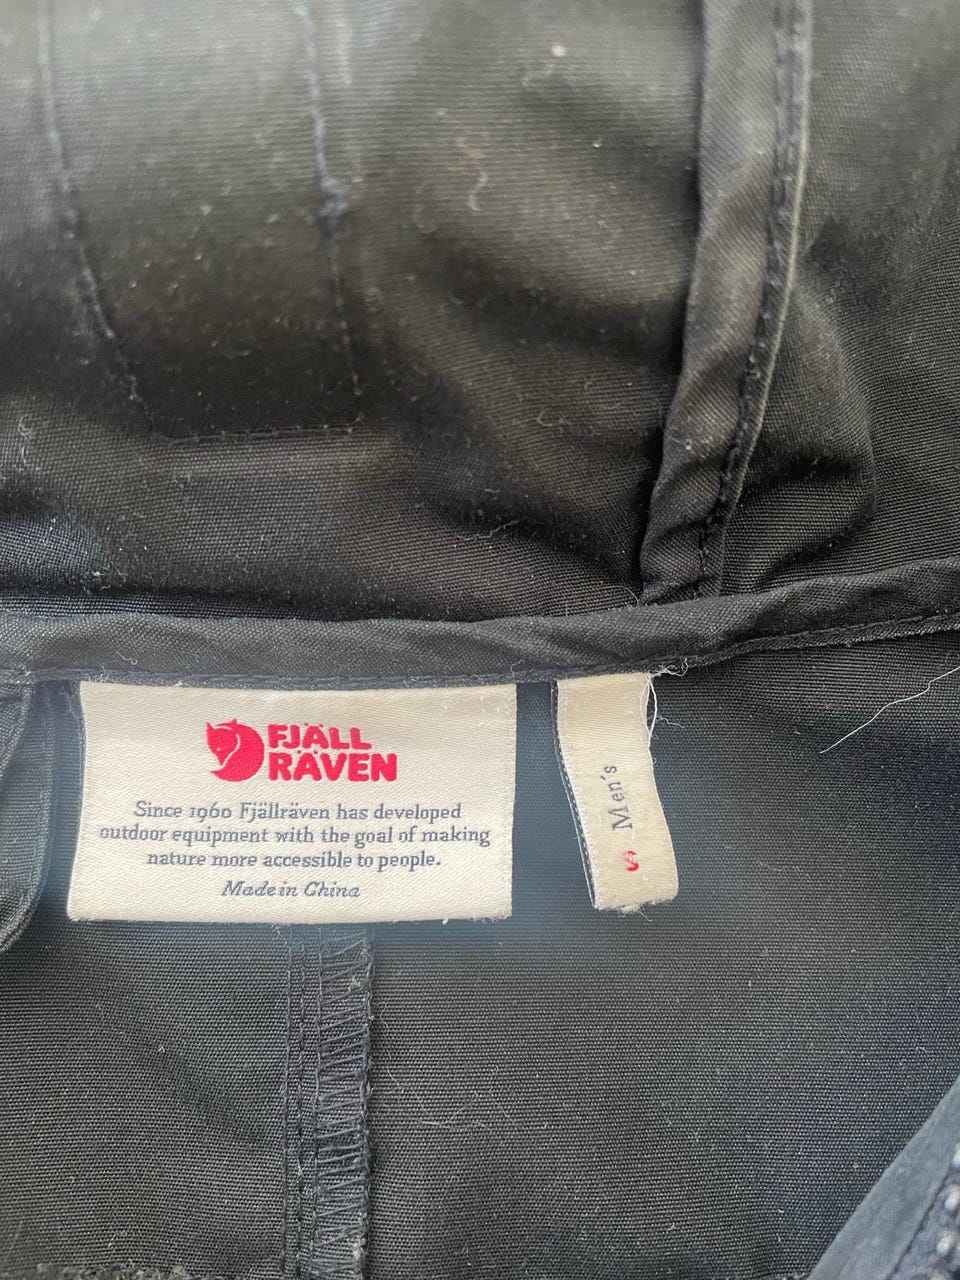 FJÄLL
RÄVEN
Since 1960 Fjällräven has developed
outdoor equipment with the goal of making
nature more accessible to people.
Made in China
Men's
S